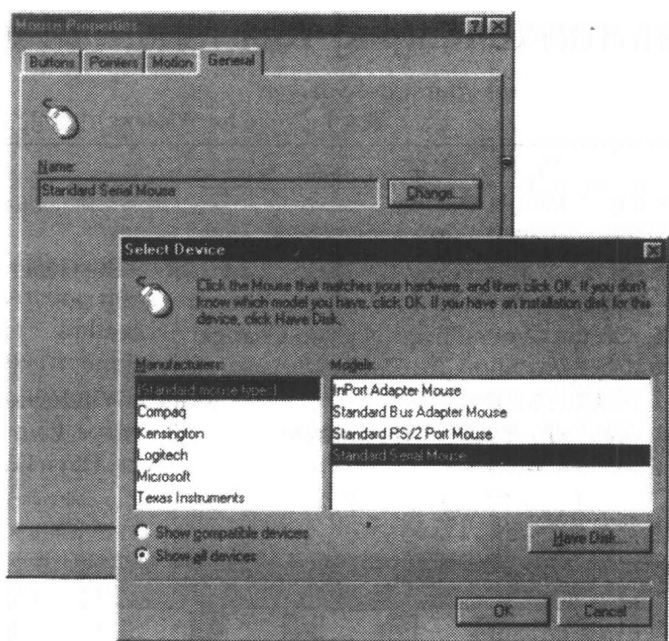 Mouse Properties
Buttons Pointers Motion General
Name:
Standard Serial Mouse
Change...
Select Device
Click the Mouse that matches your hardware, and then click OK. If you don't
know which model you have, click OK. If you have an installation disk for this
device, click Have Disk.
Manufacturers:
(Standard mouse types)
Compaq
Kensington
Logitech
Microsoft
Texas Instruments
Models:
InPort Adapter Mouse
Standard Bus Adapter Mouse
Standard PS/2 Port Mouse
Standard Serial Mouse
Show compatible devices
Show all devices
Have Disk...
OK
Cancel